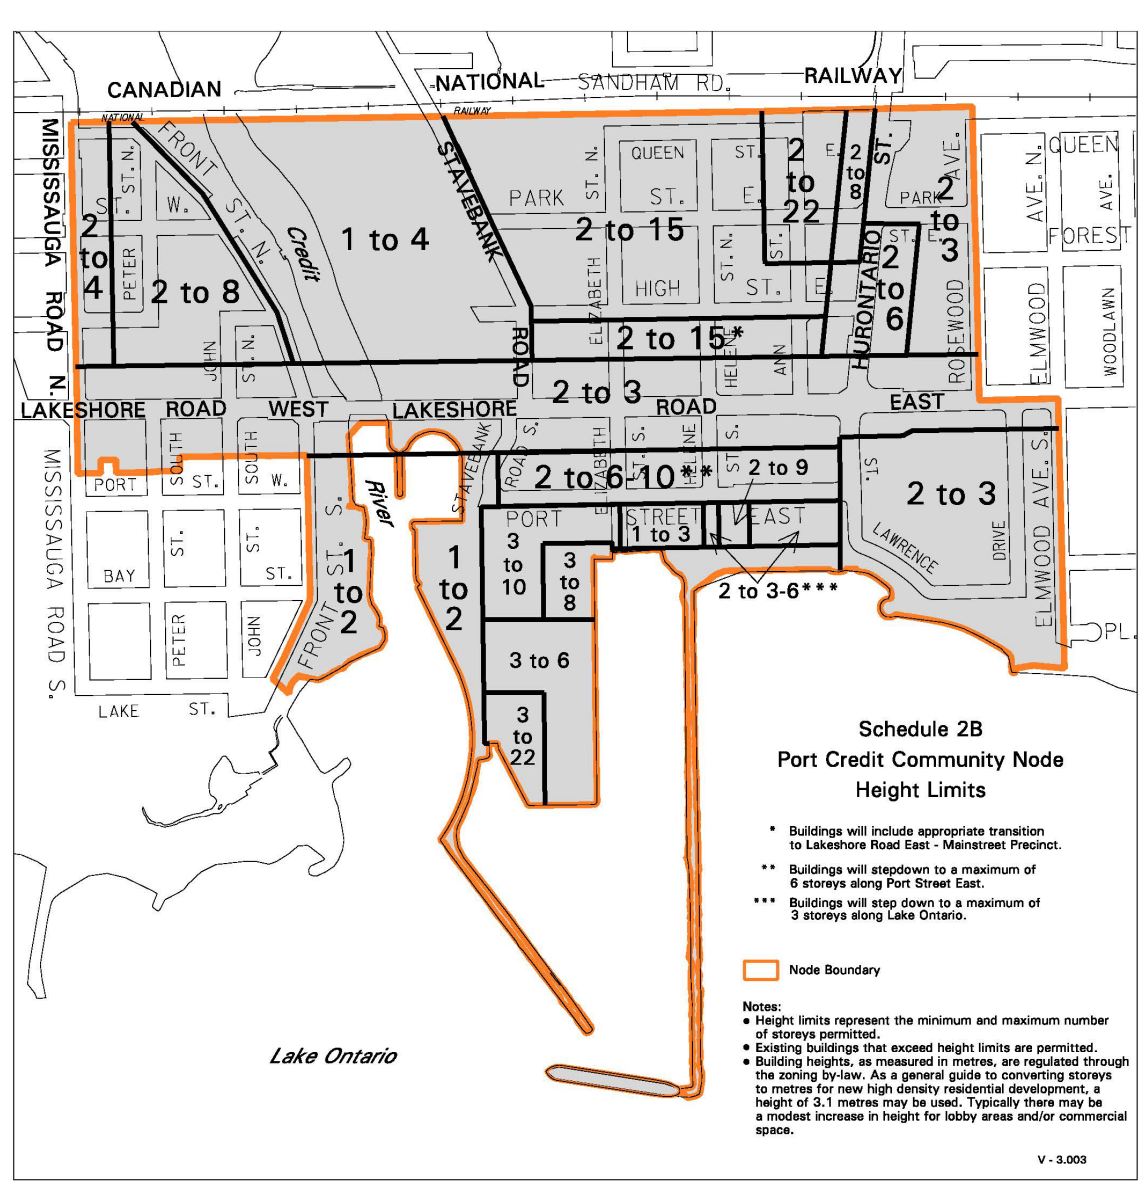 CANADIAN
NATIONAL
SANDHAM RD.
RAILWAY
NATIONAL
RAILWAY
MISSISSAUGA ROAD N.
FRONT ST. N.
STAVEBANK ROAD
QUEEN ST. E.
PARK ST. E.
HIGH ST. E.
ST. W.
PETER ST. N.
JOHN ST. N.
Credit
ELIZABETH ST. N.
HELENE ST. N.
ANN ST.
HURONTARIO ST.
PARK ST. E.
ROSEWOOD AVE.
ELMWOOD AVE. N.
WOODLAWN AVE.
QUEEN
FOREST
2 to 4
2 to 8
1 to 4
2 to 15
2 to 22
2 to 8
2 to 3
2 to 6
2 to 15*
2 to 3
LAKESHORE ROAD WEST
LAKESHORE ROAD EAST
MISSISSAUGA ROAD S.
PORT ST. W.
SOUTH
SOUTH
BAY ST.
PETER ST.
JOHN ST.
LAKE ST.
FRONT ST. S.
River
STAVEBANK ROAD S.
ELIZABETH ST. S.
HELENE ST. S.
2 to 6-10**
2 to 9
2 to 3
PORT STREET EAST
1 to 3
ST.
LAWRENCE DRIVE
ELMWOOD AVE. S.
PL.
1 to 2
1 to 2
3 to 10
3 to 8
2 to 3-6***
3 to 6
3 to 22
Schedule 2B
Port Credit Community Node
Height Limits
* Buildings will include appropriate transition
to Lakeshore Road East - Mainstreet Precinct.
** Buildings will stepdown to a maximum of
6 storeys along Port Street East.
*** Buildings will step down to a maximum of
3 storeys along Lake Ontario.
Node Boundary
Lake Ontario
Notes:
• Height limits represent the minimum and maximum number
of storeys permitted.
• Existing buildings that exceed height limits are permitted.
• Building heights, as measured in metres, are regulated through
the zoning by-law. As a general guide to converting storeys
to metres for new high density residential development, a
height of 3.1 metres may be used. Typically there may be
a modest increase in height for lobby areas and/or commercial
space.
V - 3.003